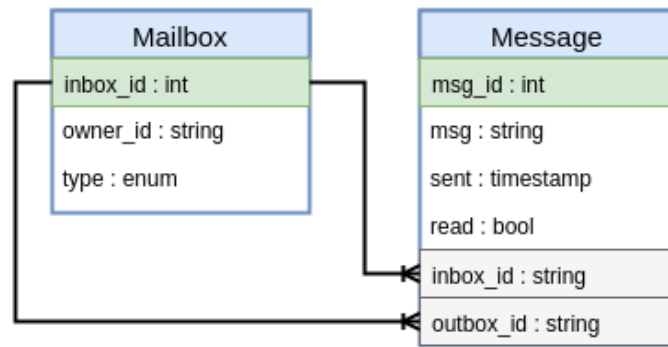 Mailbox
inbox_id : int
owner_id : string
type : enum
Message
msg_id : int
msg : string
sent : timestamp
read : bool
inbox_id : string
outbox_id : string